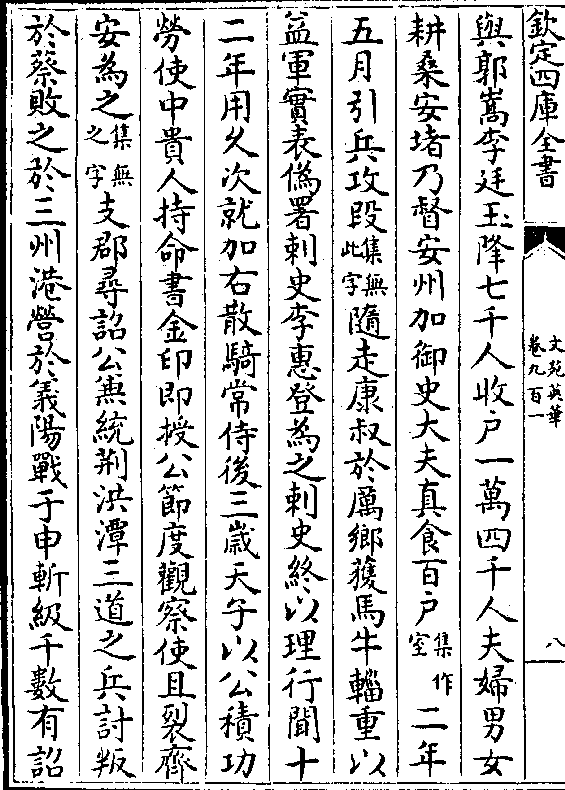 欽定四庫全書
文苑英華
卷九百一
八
與郭嵩李廷玉降七千人收户一萬四千人夫婦男女
耕桑安堵乃督安州加御史大夫真食百户集作室二年
五月引兵攻段集無此字隨走康叔於厲鄉獲馬牛輜重以
益軍實表偽署刺史李惠登為之刺史終以理行聞十
二年用久次就加右散騎常侍後三歲天子以公積功
勞使中貴人持命書金印即授公節度觀察使且裂齊
安為之集無之字支郡尋詔公兼統荆洪潭三道之兵討叛
於蔡敗之於三州港營於義陽戰于申斬級千數有詔